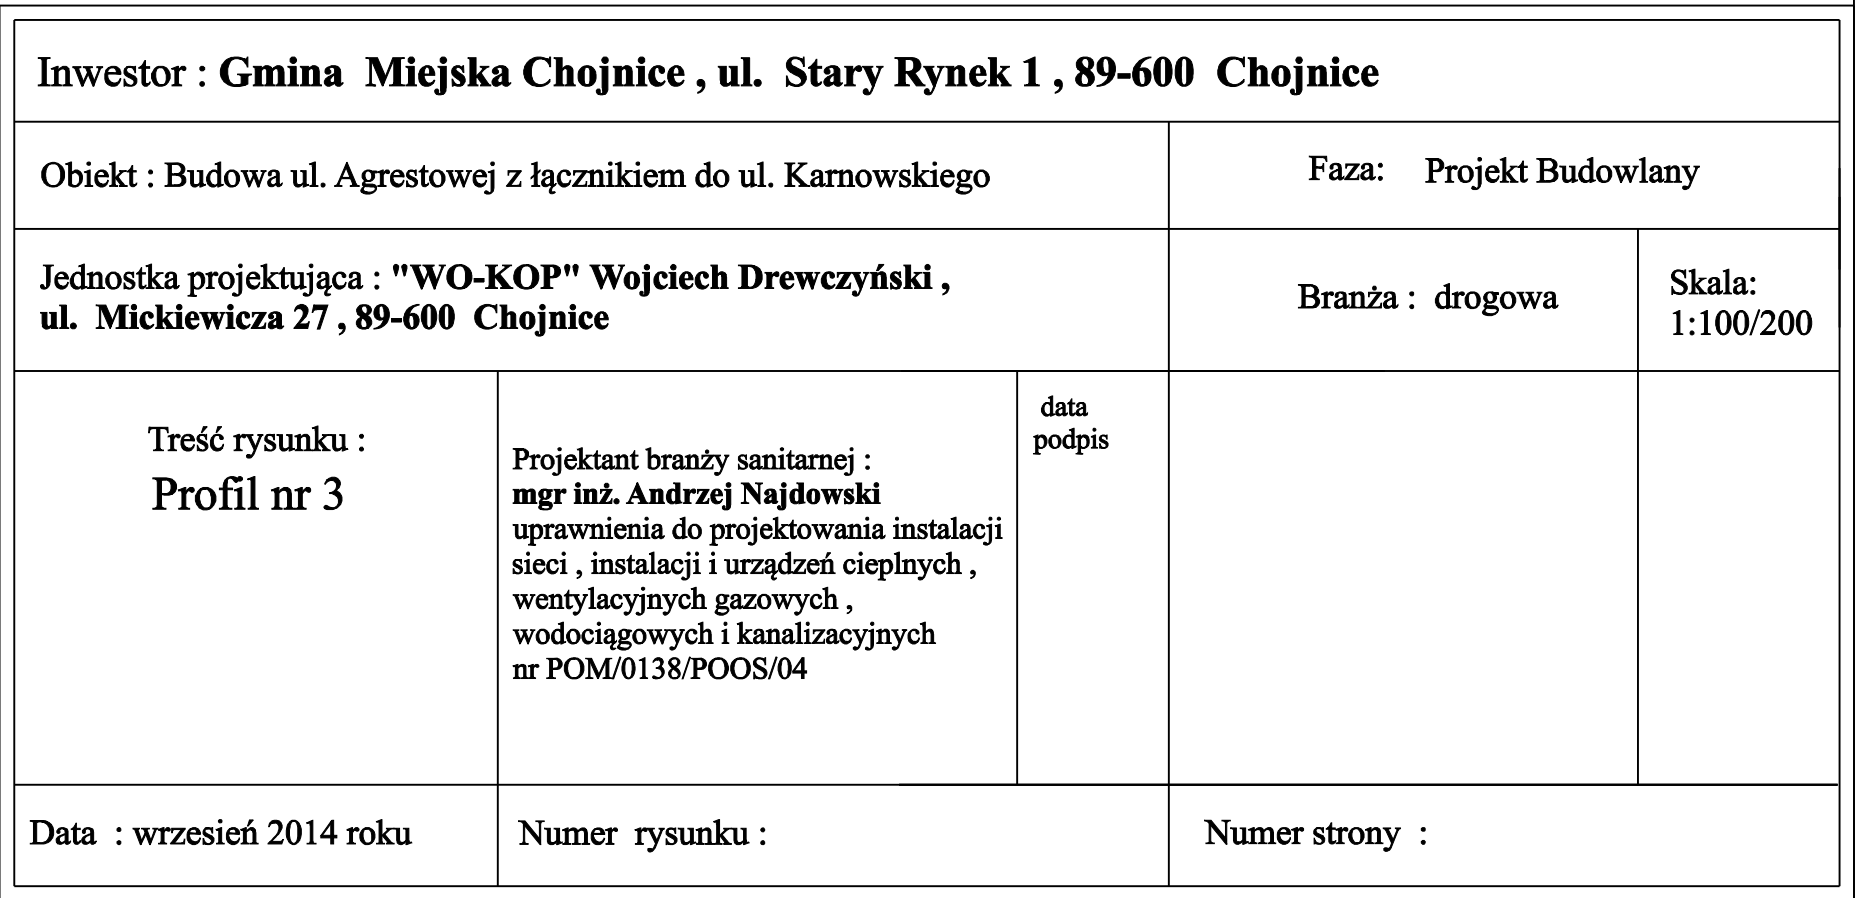 Inwestor : Gmina Miejska Chojnice , ul. Stary Rynek 1 , 89-600 Chojnice
Obiekt : Budowa ul. Agrestowej z łącznikiem do ul. Karnowskiego
Faza: Projekt Budowlany
Jednostka projektująca : "WO-KOP" Wojciech Drewczyński ,
ul. Mickiewicza 27 , 89-600 Chojnice
Branża : drogowa
Skala:
1:100/200
Treść rysunku :
Profil nr 3
Projektant branży sanitarnej :
mgr inż. Andrzej Najdowski
uprawnienia do projektowania instalacji
sieci , instalacji i urządzeń cieplnych ,
wentylacyjnych gazowych ,
wodociągowych i kanalizacyjnych
nr POM/0138/POOS/04
data
podpis
Data : wrzesień 2014 roku
Numer rysunku :
Numer strony :